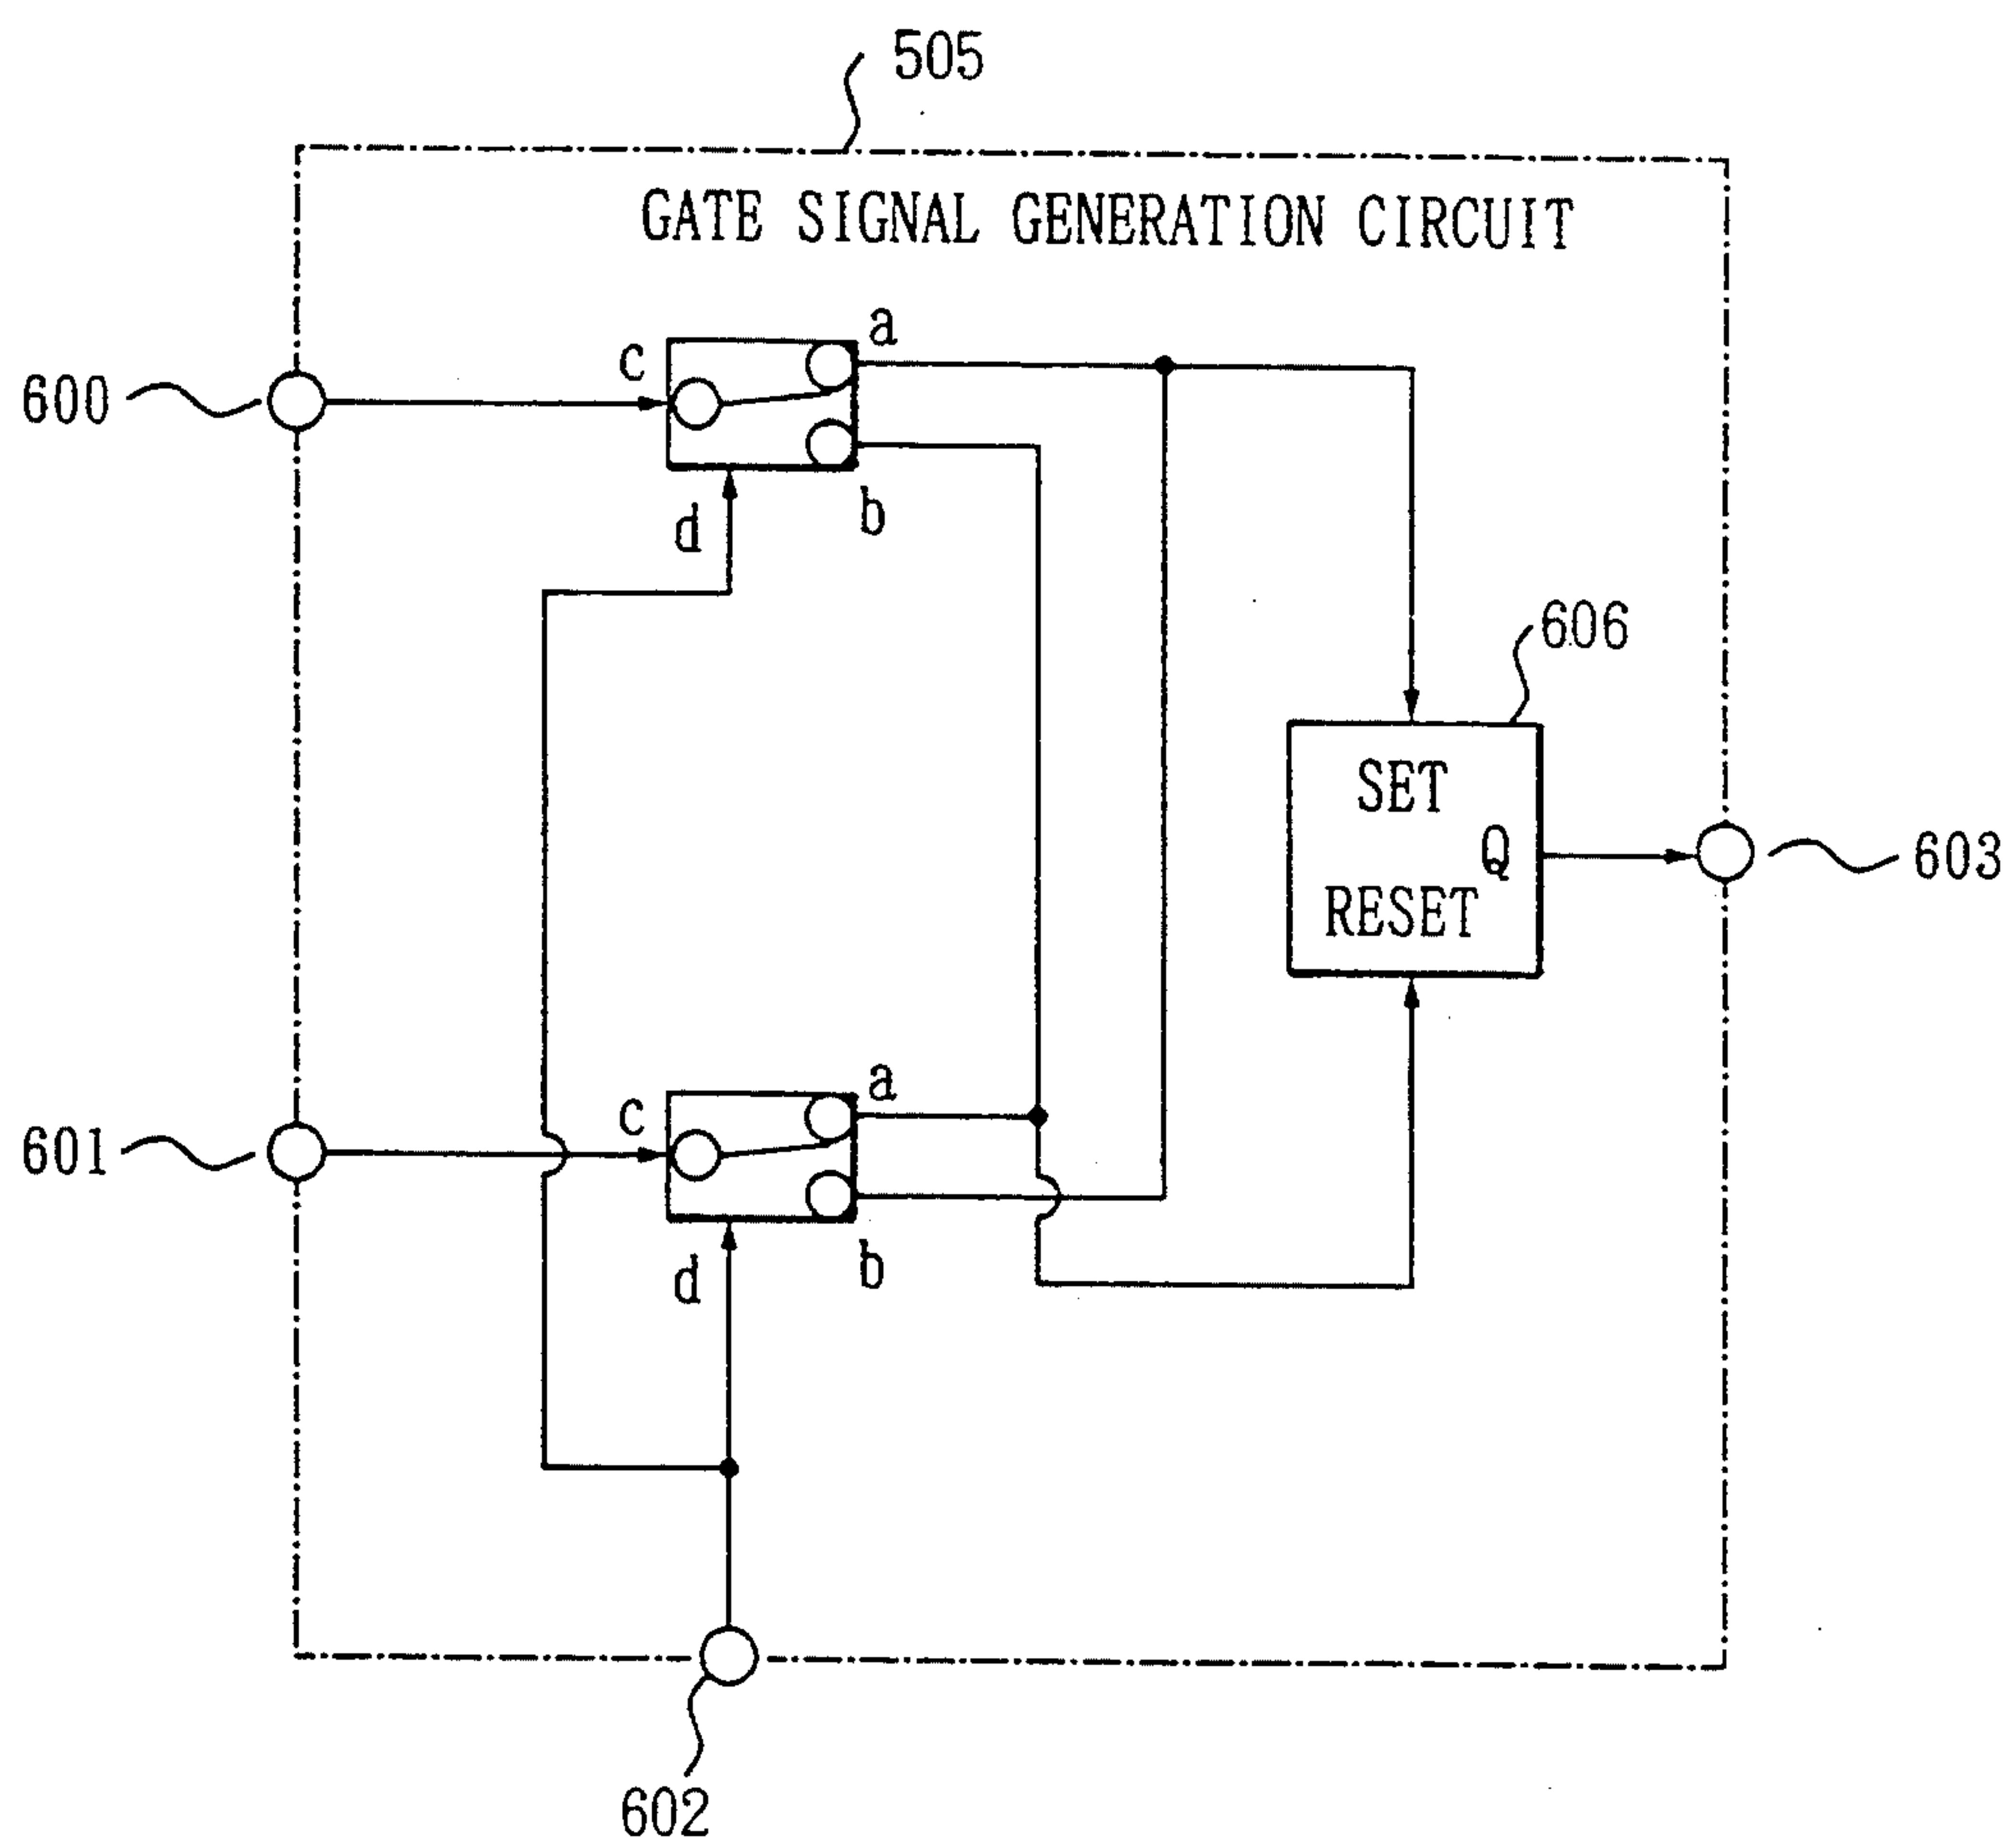 505
GATE SIGNAL GENERATION CIRCUIT
a
c
600
b
d
606
SET
Q
603
RESET
a
c
601
b
d
602